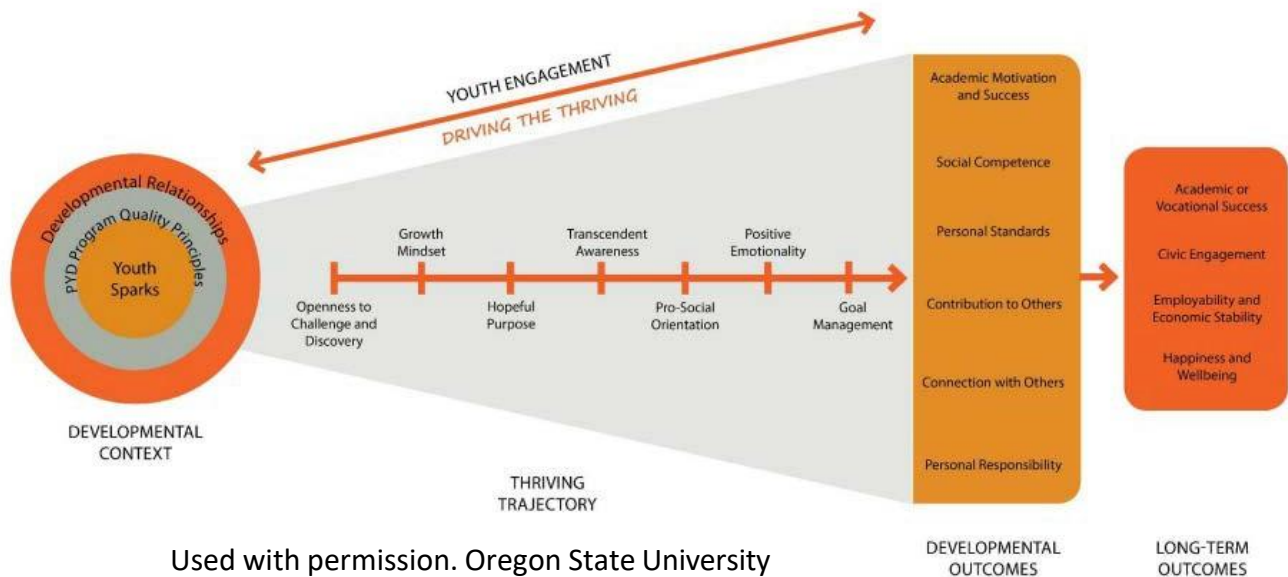 YOUTH ENGAGEMENT
DRIVING THE THRIVING
Developmental Relationships
PYD Program Quality Principles
Youth
Sparks
DEVELOPMENTAL
CONTEXT
Openness to
Challenge and
Discovery
Growth
Mindset
Hopeful
Purpose
Transcendent
Awareness
Pro-Social
Orientation
Positive
Emotionality
Goal
Management
THRIVING
TRAJECTORY
Academic Motivation
and Success
Social Competence
Personal Standards
Contribution to Others
Connection with Others
Personal Responsibility
DEVELOPMENTAL
OUTCOMES
Academic or
Vocational Success
Civic Engagement
Employability and
Economic Stability
Happiness and
Wellbeing
LONG-TERM
OUTCOMES
Used with permission. Oregon State University